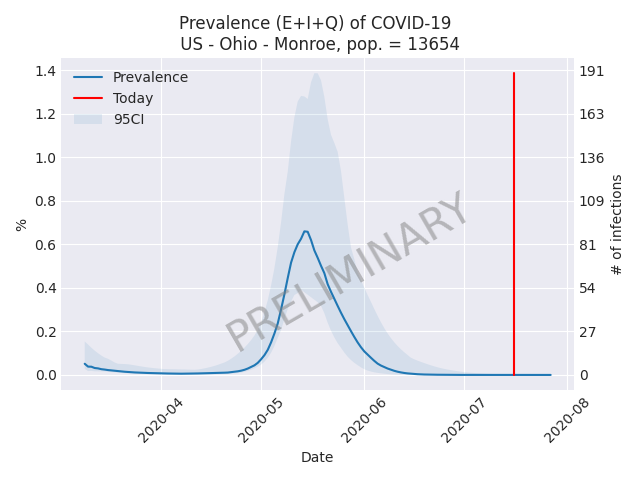 Prevalence (E+I+Q) of COVID-19
US - Ohio - Monroe, pop. = 13654
Prevalence
Today
95CI
1.4
1.2
1.0
0.8
0.6
0.4
0.2
0.0
%
191
163
136
109
81
54
27
0
# of infections
PRELIMINARY
2020-04
2020-05
2020-06
2020-07
2020-08
Date